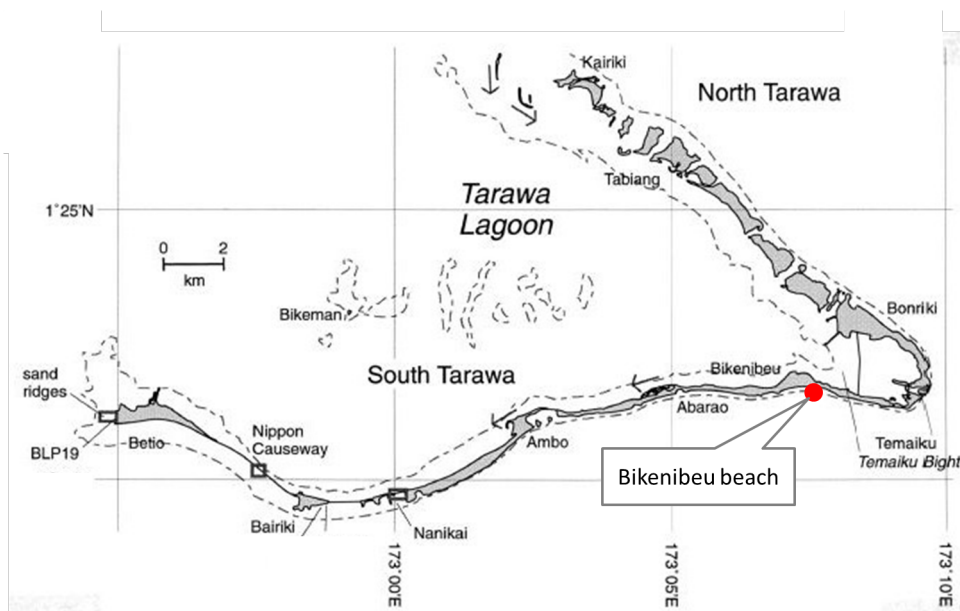 Kairiki
North Tarawa
Tabiang
Tarawa
Lagoon
1°25'N
0 2
km
Bikeman
Bonriki
South Tarawa
Bikenibeu
sand
ridges
Abarao
Nippon
Causeway
Ambo
Betio
BLP19
Temaiku
Temaiku Bight
Bikenibeu beach
Bairiki
Nanikai
173°00'E
173°05'E
173°10'E